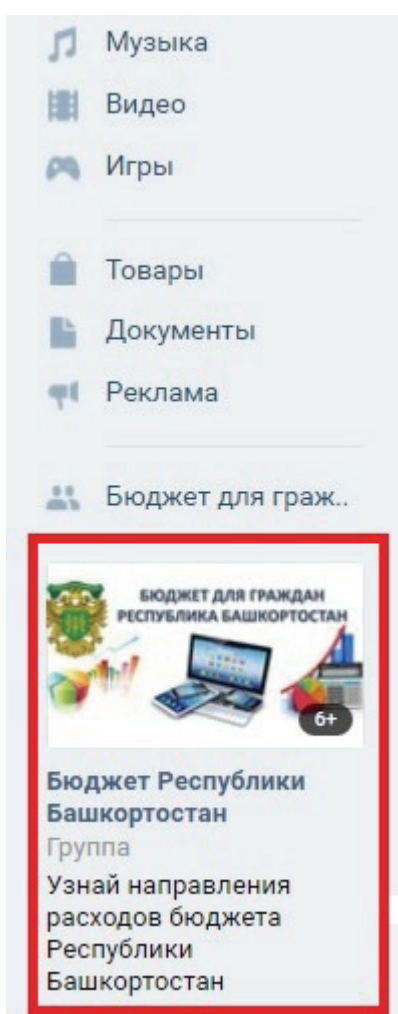 Музыка
Видео
Игры
Товары
Документы
Реклама
Бюджет для граж..
БЮДЖЕТ ДЛЯ ГРАЖДАН
РЕСПУБЛИКА БАШКОРТОСТАН
6+
Бюджет Республики
Башкортостан
Группа
Узнай направления
расходов бюджета
Республики
Башкортостан